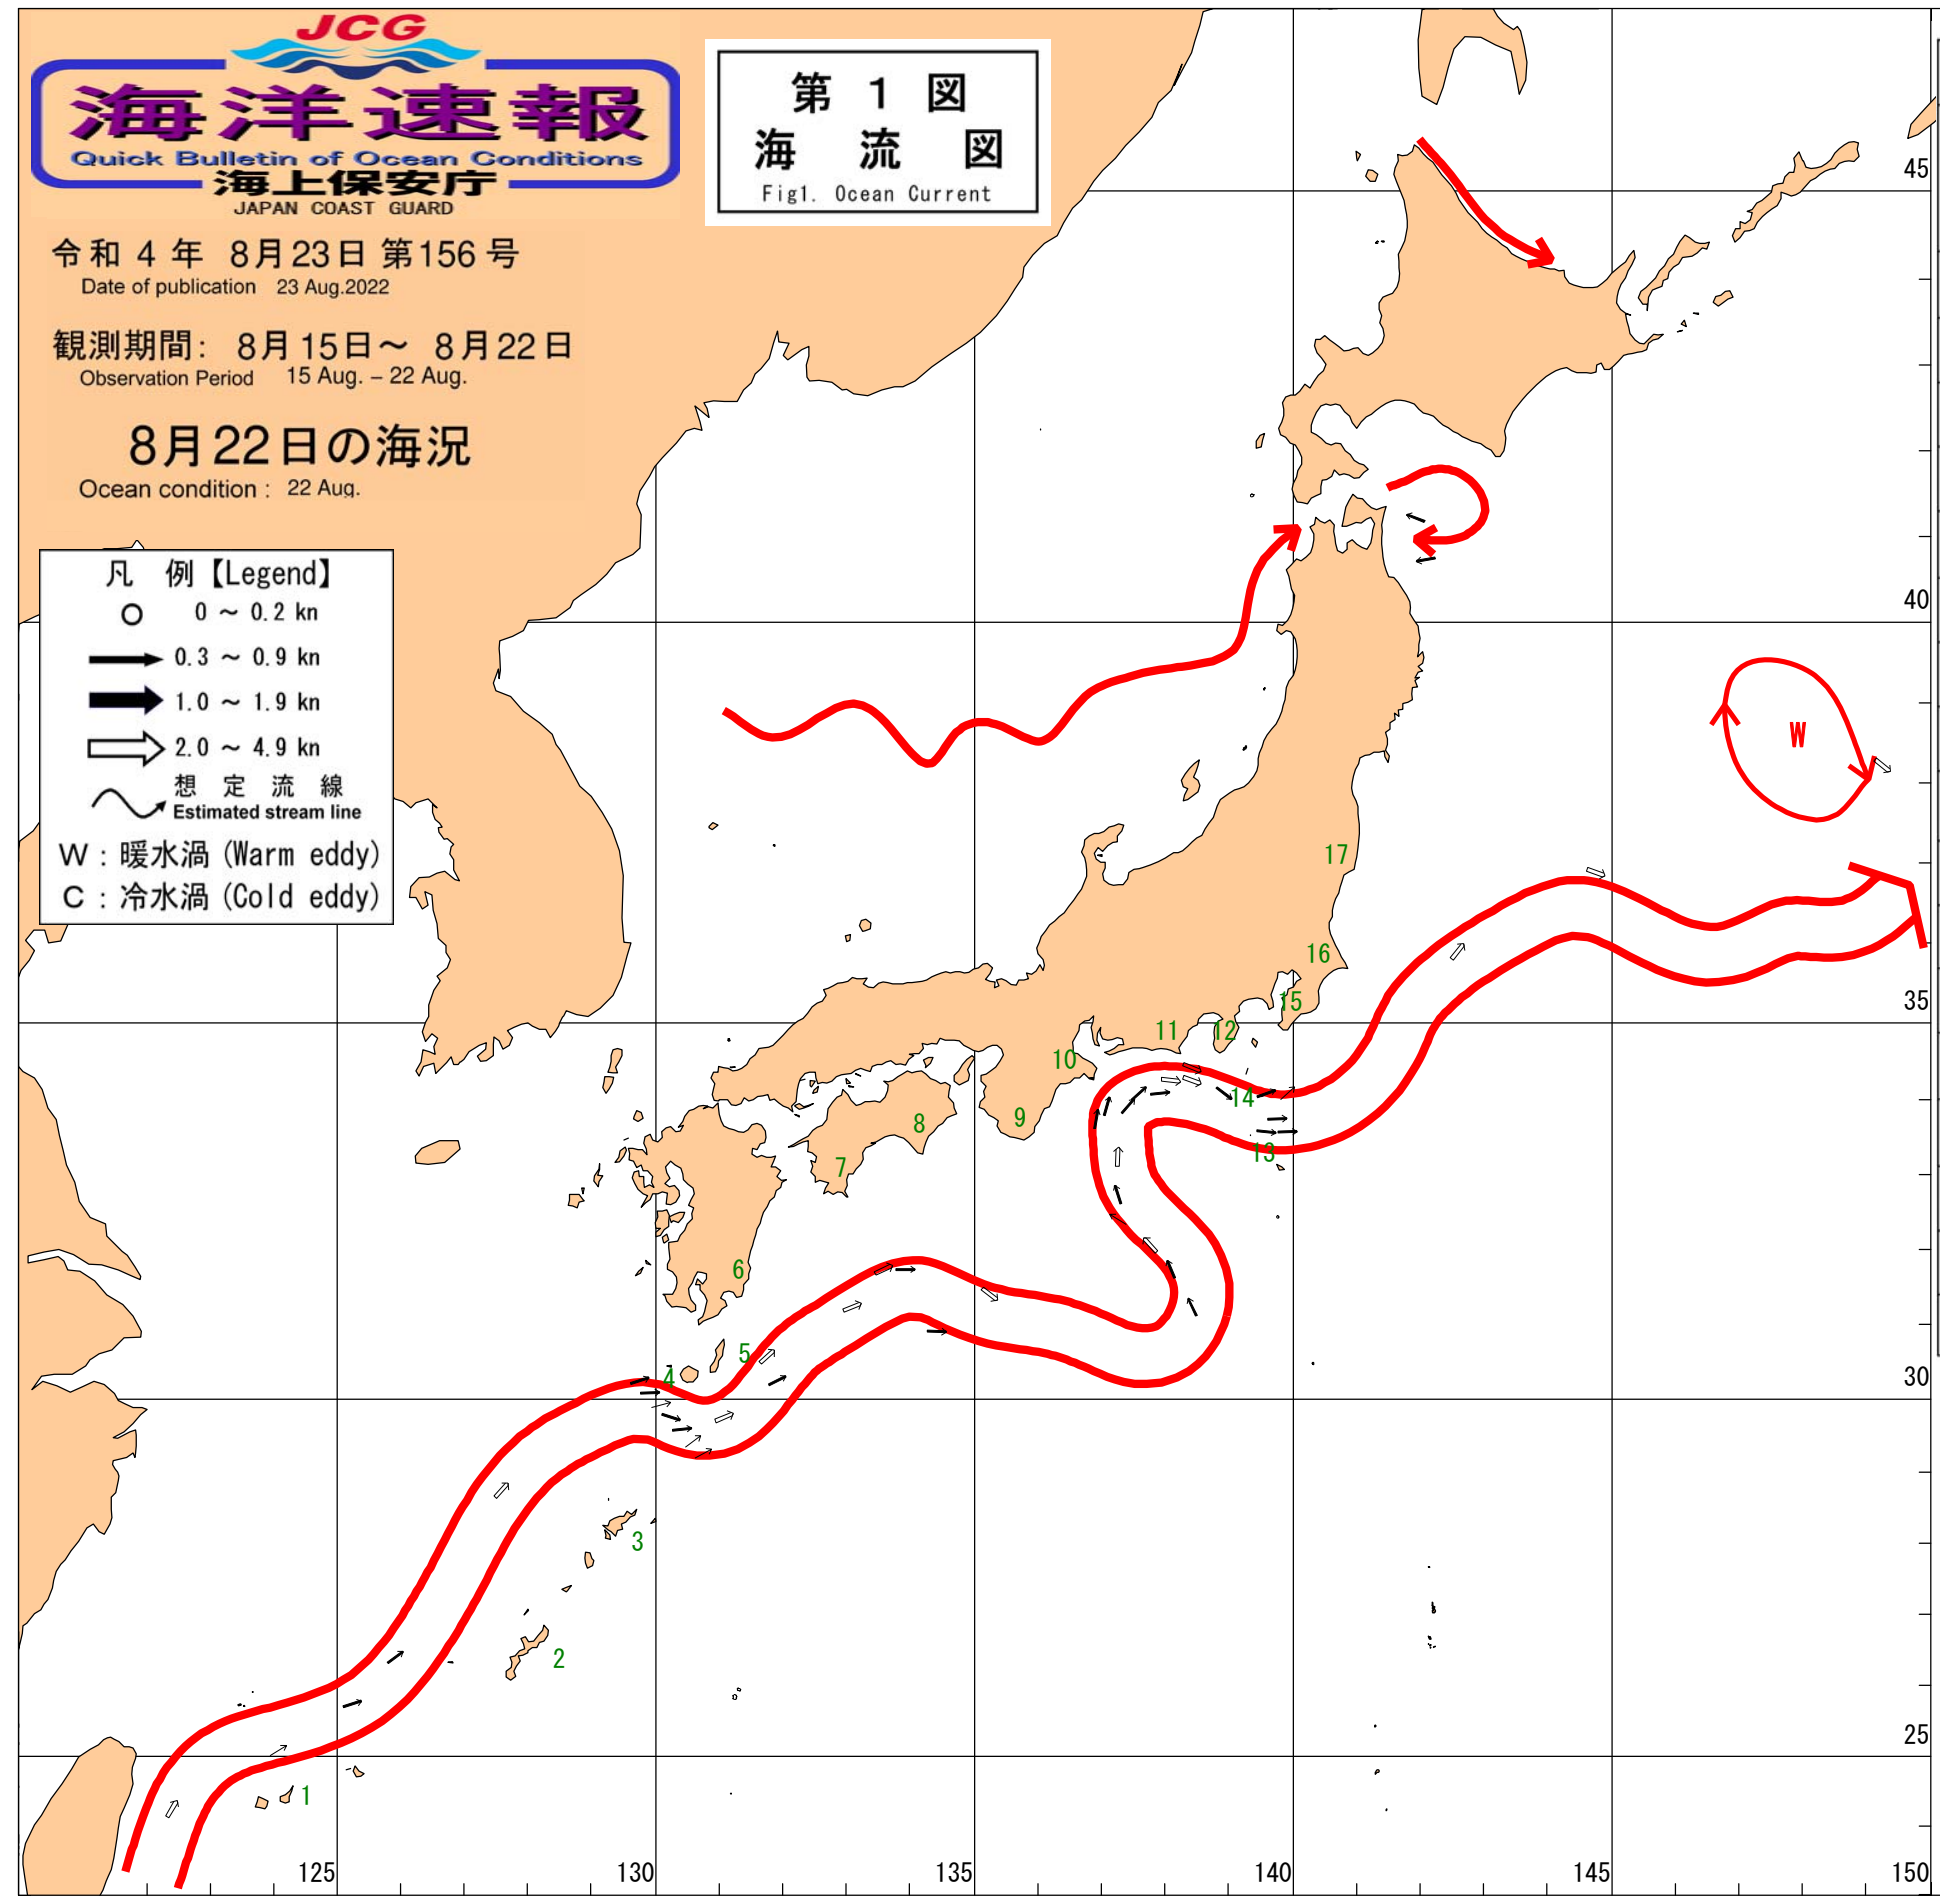 JCG
海洋速報
Quick Bulletin of Ocean Conditions
海上保安庁
JAPAN COAST GUARD
第 1 図
海 流 図
Fig1. Ocean Current
令和 4 年 8月23日 第156号
Date of publication 23 Aug.2022
観測期間: 8月15日～ 8月22日
Observation Period 15 Aug. – 22 Aug.
8月22日の海況
Ocean condition : 22 Aug.
凡 例【Legend】
0 ～ 0.2 kn
0.3 ～ 0.9 kn
1.0 ～ 1.9 kn
2.0 ～ 4.9 kn
想 定 流 線
Estimated stream line
W : 暖水渦 (Warm eddy)
C : 冷水渦 (Cold eddy)
45
40
W
17
16
35
15
12
11
10
14
9
8
13
7
6
5
4
30
3
2
25
1
125
130
135
140
145
150